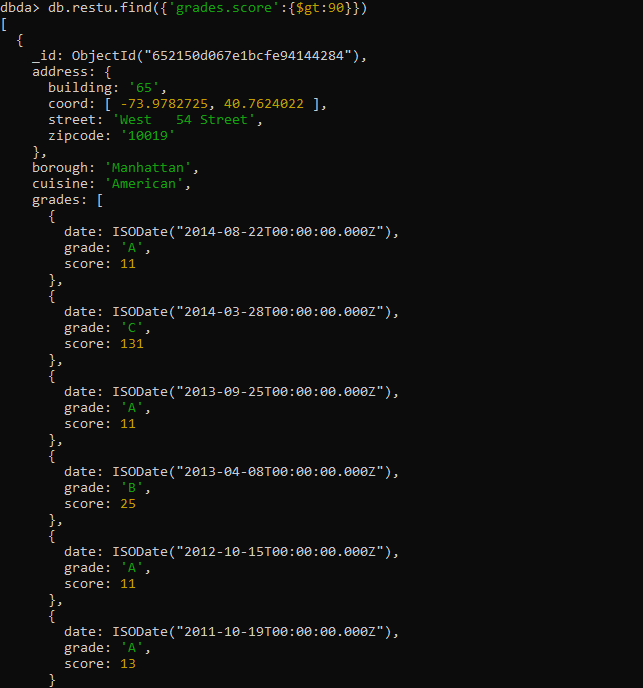 dbda> db.restu.find({'grades.score':{$gt:90}})
[
  {
    _id: ObjectId("652150d067e1bcfe94144284"),
    address: {
      building: '65',
      coord: [ -73.9782725, 40.7624022 ],
      street: 'West   54 Street',
      zipcode: '10019'
    },
    borough: 'Manhattan',
    cuisine: 'American',
    grades: [
      {
        date: ISODate("2014-08-22T00:00:00.000Z"),
        grade: 'A',
        score: 11
      },
      {
        date: ISODate("2014-03-28T00:00:00.000Z"),
        grade: 'C',
        score: 131
      },
      {
        date: ISODate("2013-09-25T00:00:00.000Z"),
        grade: 'A',
        score: 11
      },
      {
        date: ISODate("2013-04-08T00:00:00.000Z"),
        grade: 'B',
        score: 25
      },
      {
        date: ISODate("2012-10-15T00:00:00.000Z"),
        grade: 'A',
        score: 11
      },
      {
        date: ISODate("2011-10-19T00:00:00.000Z"),
        grade: 'A',
        score: 13
      }